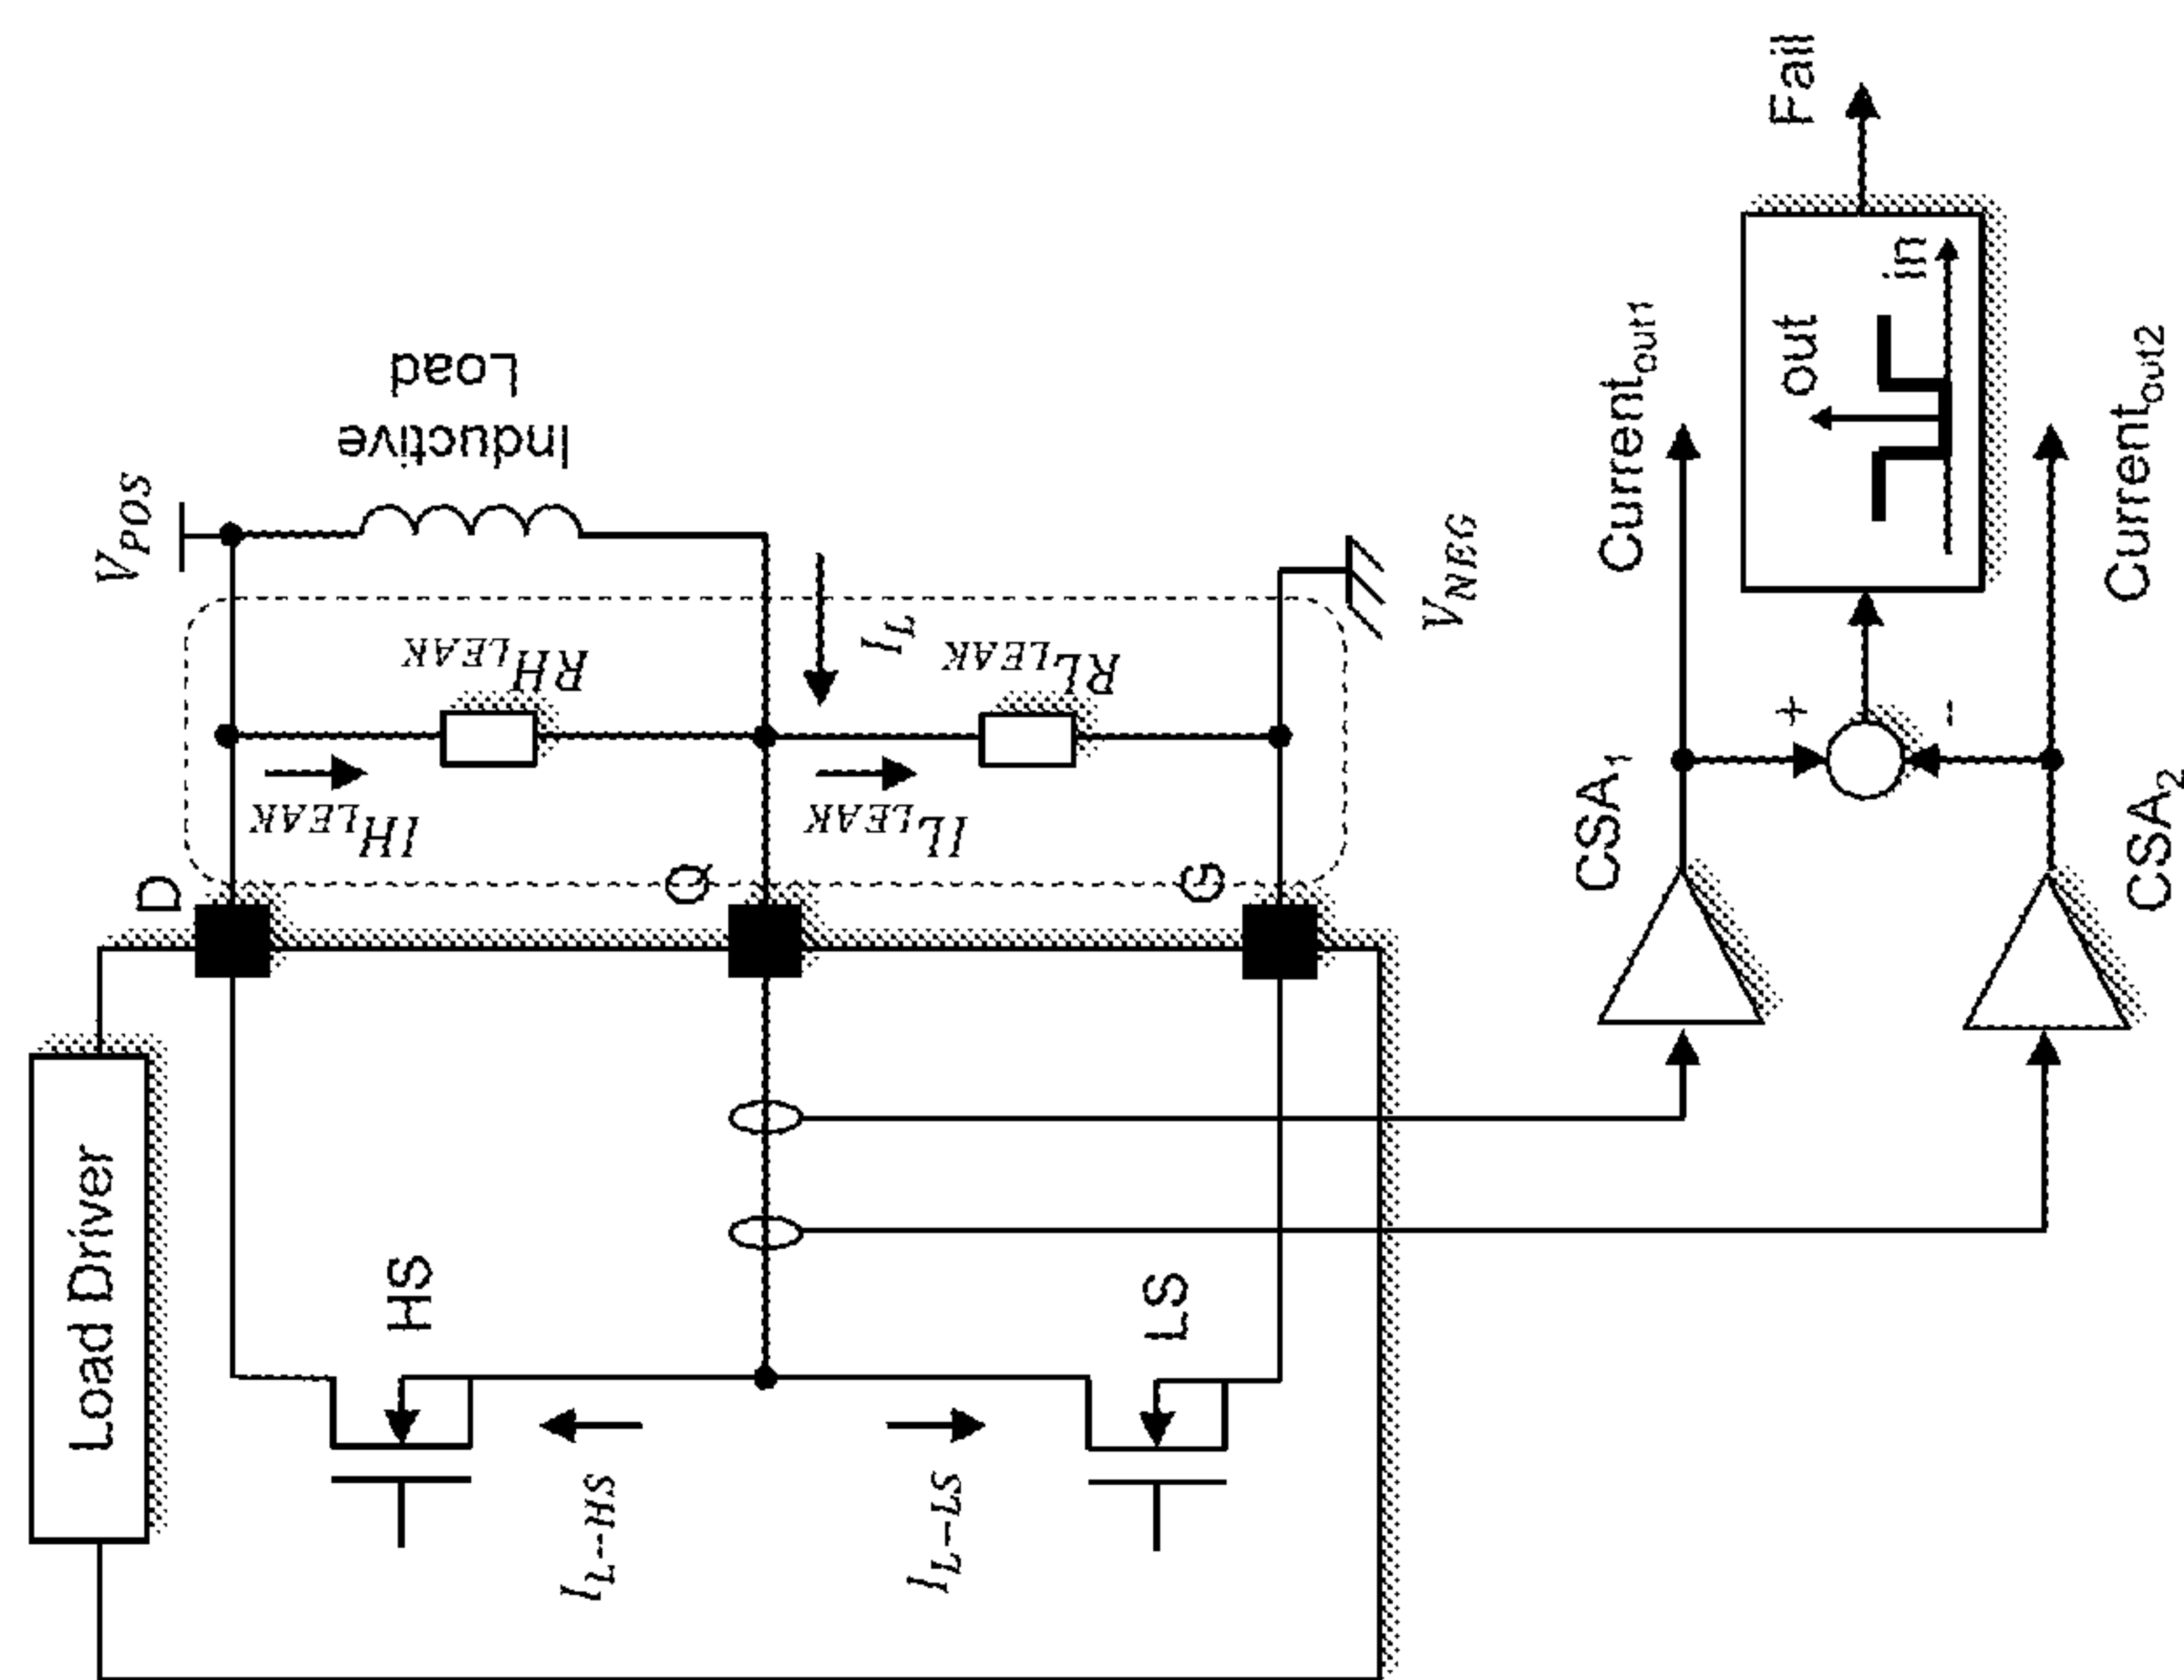 Load Driver
D
V_POS
Inductive
Load
HS
IH_LEAK
RH_LEAK
I_L-HS
Q
I_L
I_L-LS
IL_LEAK
RL_LEAK
LS
G
V_NEG
CSA_1
Current_out1
+
-
out
in
Fail
CSA_2
Current_out2